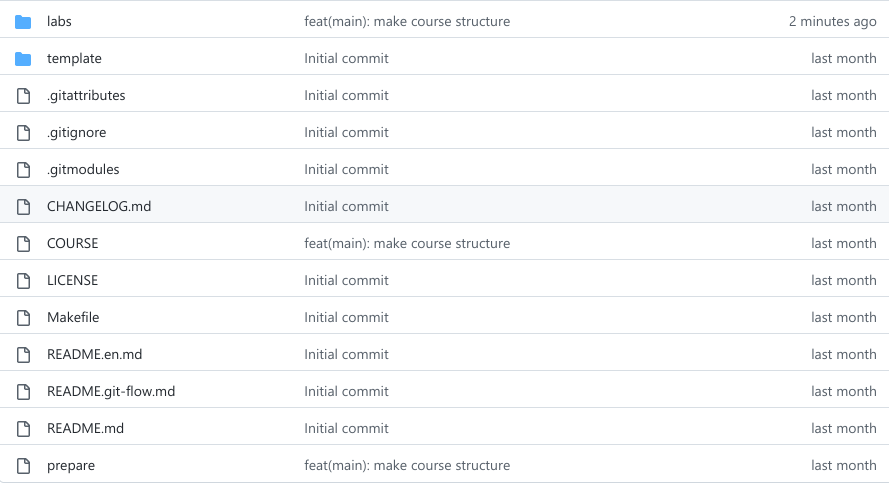 labs feat(main): make course structure 2 minutes ago
template Initial commit last month
.gitattributes Initial commit last month
.gitignore Initial commit last month
.gitmodules Initial commit last month
CHANGELOG.md Initial commit last month
COURSE feat(main): make course structure last month
LICENSE Initial commit last month
Makefile Initial commit last month
README.en.md Initial commit last month
README.git-flow.md Initial commit last month
README.md Initial commit last month
prepare feat(main): make course structure last month